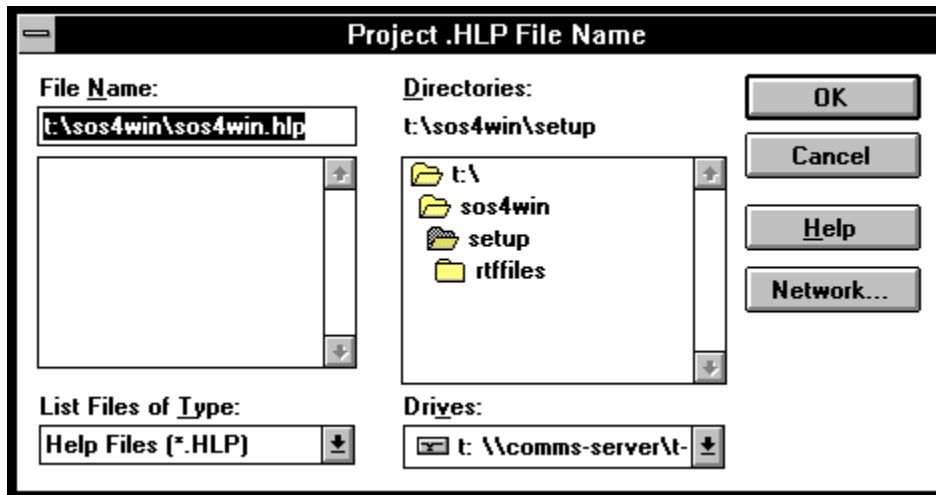 Project .HLP File Name
File Name:
t:\sos4win\sos4win.hlp
Directories:
t:\sos4win\setup
t:\
sos4win
setup
rtffiles
OK
Cancel
Help
Network...
List Files of Type:
Help Files (*.HLP)
Drives:
t: \\comms-server\t-